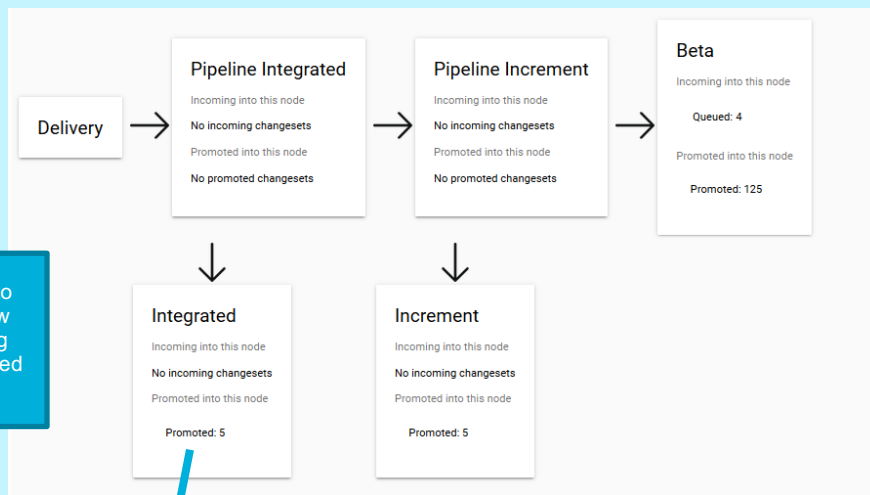 Delivery
Pipeline Integrated
Incoming into this node
No incoming changesets
Promoted into this node
No promoted changesets
Pipeline Increment
Incoming into this node
No incoming changesets
Promoted into this node
No promoted changesets
Beta
Incoming into this node
Queued: 4
Promoted into this node
Promoted: 125
Integrated
Incoming into this node
No incoming changesets
Promoted into this node
Promoted: 5
Increment
Incoming into this node
No incoming changesets
Promoted into this node
Promoted: 5